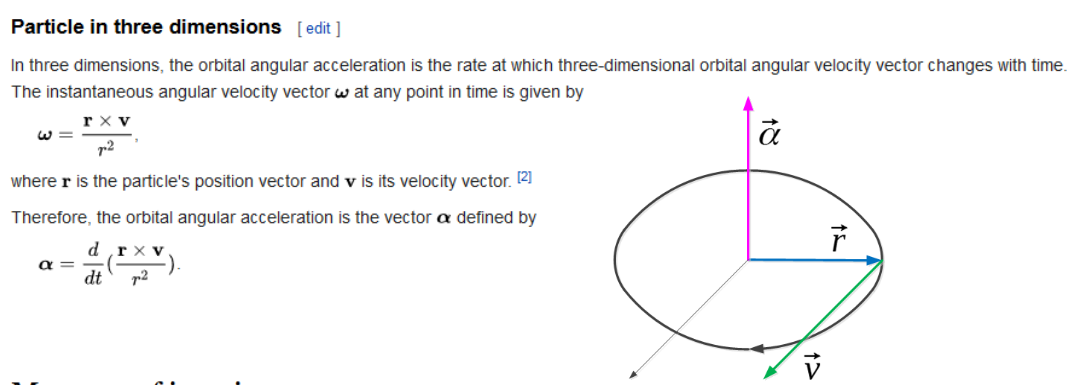 Particle in three dimensions [ edit ]
In three dimensions, the orbital angular acceleration is the rate at which three-dimensional orbital angular velocity vector changes with time.
The instantaneous angular velocity vector ω at any point in time is given by
ω = r × v / r²,
where r is the particle's position vector and v is its velocity vector. [2]
Therefore, the orbital angular acceleration is the vector α defined by
α = d/dt (r × v / r²).
α⃗
r⃗
v⃗